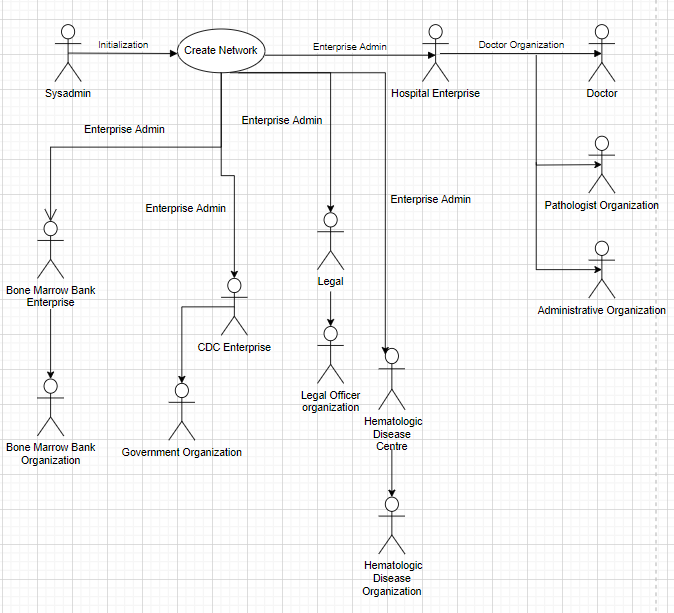 Initialization
Create Network
Enterprise Admin
Doctor Organization
Sysadmin
Hospital Enterprise
Doctor
Enterprise Admin
Enterprise Admin
Enterprise Admin
Enterprise Admin
Pathologist Organization
Bone Marrow Bank
Enterprise
CDC Enterprise
Legal
Administrative Organization
Legal Officer
organization
Hematologic
Disease
Centre
Bone Marrow Bank
Organization
Government Organization
Hematologic
Disease
Organization